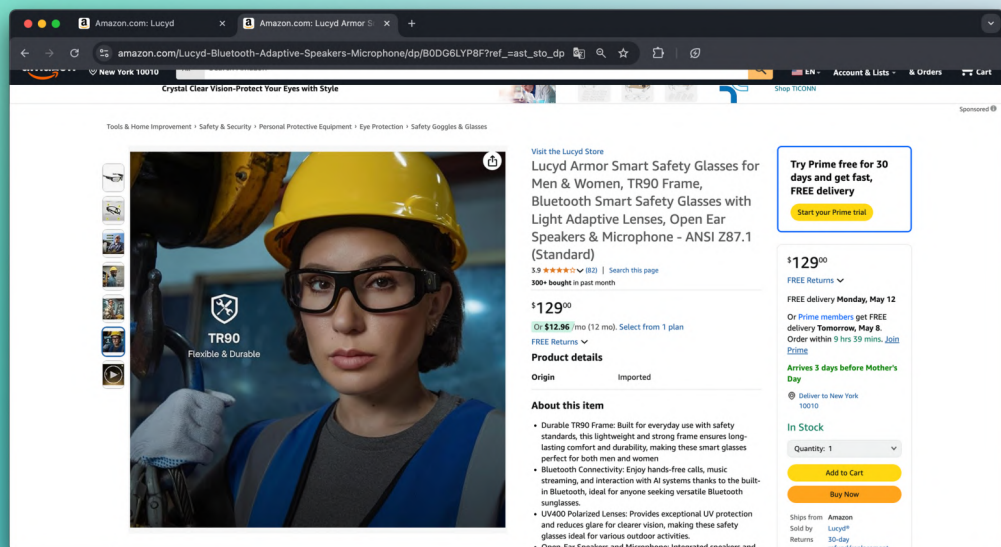 Amazon.com: Lucyd
Amazon.com: Lucyd Armor S
amazon.com/Lucyd-Bluetooth-Adaptive-Speakers-Microphone/dp/B0DG6LYP8F?ref_=ast_sto_dp
New York 10010
EN
Account & Lists
& Orders
Cart
Crystal Clear Vision-Protect Your Eyes with Style
Shop TICONN
Sponsored
Tools & Home Improvement › Safety & Security › Personal Protective Equipment › Eye Protection › Safety Goggles & Glasses
TR90
Flexible & Durable
Visit the Lucyd Store
Lucyd Armor Smart Safety Glasses for
Men & Women, TR90 Frame,
Bluetooth Smart Safety Glasses with
Light Adaptive Lenses, Open Ear
Speakers & Microphone - ANSI Z87.1
(Standard)
3.9 (82) | Search this page
300+ bought in past month
$12900
Or $12.96 /mo (12 mo). Select from 1 plan
FREE Returns
Product details
Origin Imported
About this item
• Durable TR90 Frame: Built for everyday use with safety
standards, this lightweight and strong frame ensures long-
lasting comfort and durability, making these smart glasses
perfect for both men and women
• Bluetooth Connectivity: Enjoy hands-free calls, music
streaming, and interaction with AI systems thanks to the built-
in Bluetooth, ideal for anyone seeking versatile Bluetooth
sunglasses.
• UV400 Polarized Lenses: Provides exceptional UV protection
and reduces glare for clearer vision, making these safety
glasses ideal for various outdoor activities.
• Open-Ear Speakers and Microphone: Integrated speakers and
Try Prime free for 30
days and get fast,
FREE delivery
Start your Prime trial
$12900
FREE Returns
FREE delivery Monday, May 12
Or Prime members get FREE
delivery Tomorrow, May 8.
Order within 9 hrs 39 mins. Join
Prime
Arrives 3 days before Mother's
Day
Deliver to New York
10010
In Stock
Quantity: 1
Add to Cart
Buy Now
Ships from Amazon
Sold by Lucyd®
Returns 30-day